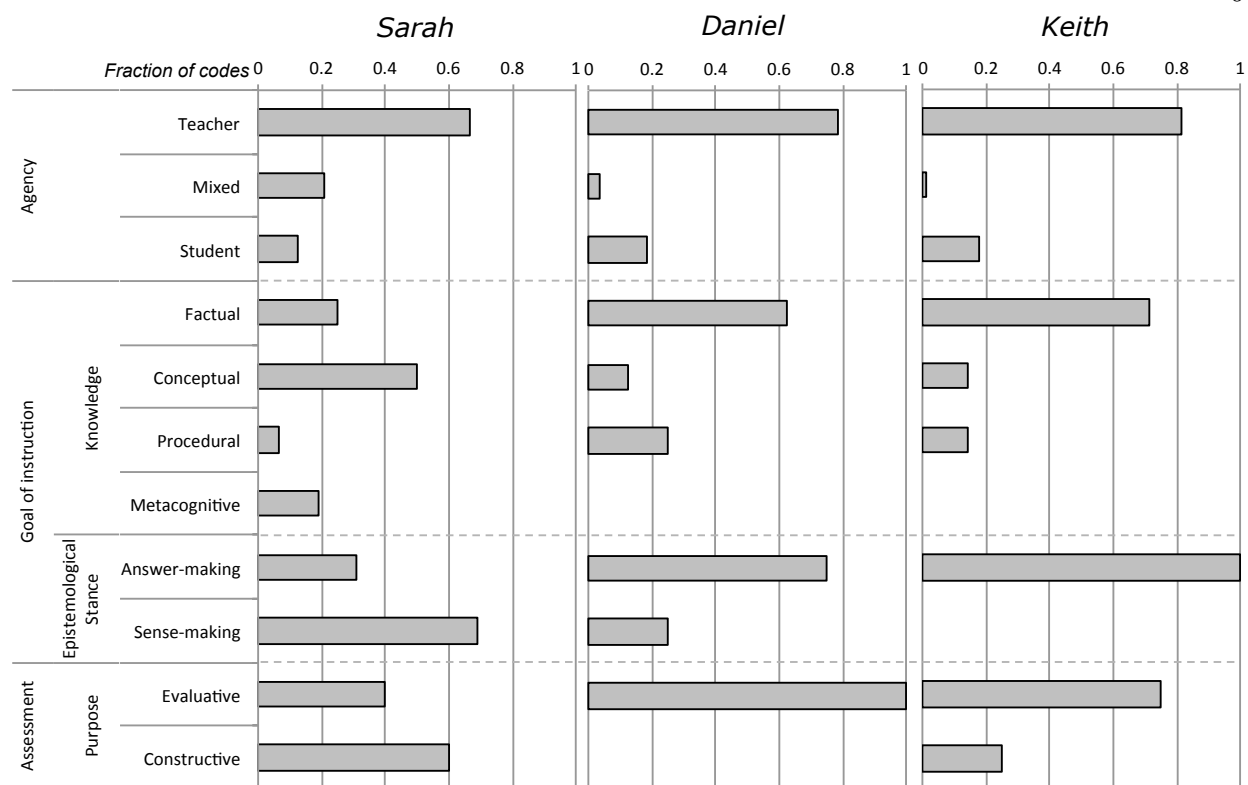 Sarah Daniel Keith
Fraction of codes 0 0.2 0.4 0.6 0.8 1 0 0.2 0.4 0.6 0.8 1 0 0.2 0.4 0.6 0.8 1
Agency
Teacher
Mixed
Student
Goal of instruction
Knowledge
Factual
Conceptual
Procedural
Metacognitive
Epistemological
Stance
Answer-making
Sense-making
Assessment
Purpose
Evaluative
Constructive